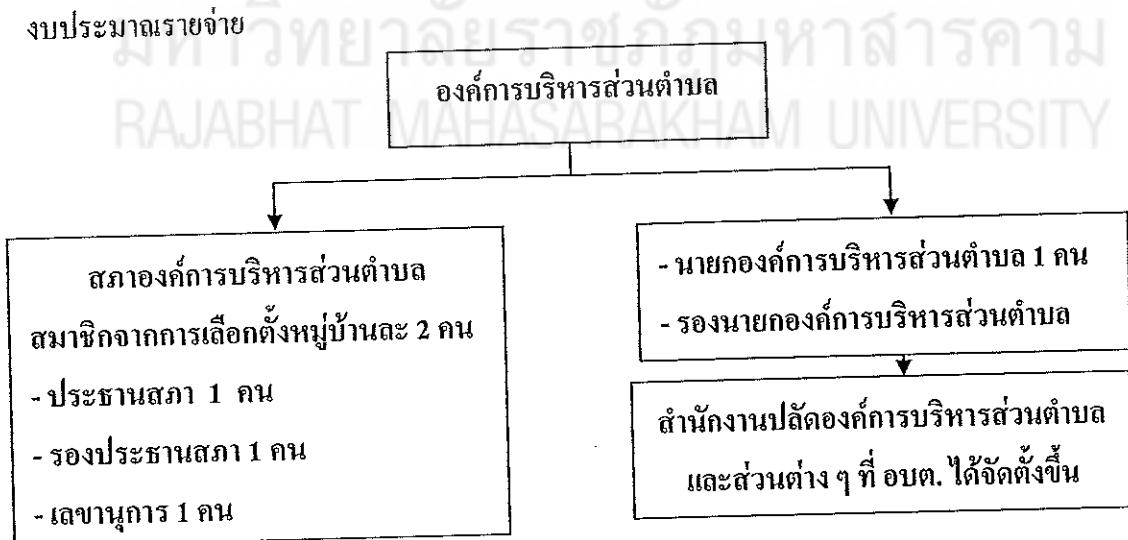 งบประมาณรายจ่าย
มหาวิทยาลัยราชภัฏมหาสารคาม
RAJABHAT MAHASARAKHAM UNIVERSITY
องค์การบริหารส่วนตำบล
สภาองค์การบริหารส่วนตำบล
สมาชิกจากการเลือกตั้งหมู่บ้านละ 2 คน
- ประธานสภา 1 คน
- รองประธานสภา 1 คน
- เลขานุการ 1 คน
- นายกองค์การบริหารส่วนตำบล 1 คน
- รองนายกองค์การบริหารส่วนตำบล
สำนักงานปลัดองค์การบริหารส่วนตำบล
และส่วนต่าง ๆ ที่ อบต. ได้จัดตั้งขึ้น